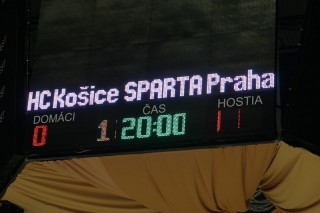 HC Košice SPARTA Praha
DOMÁCI ČAS HOSTIA
0 1 20:00 1